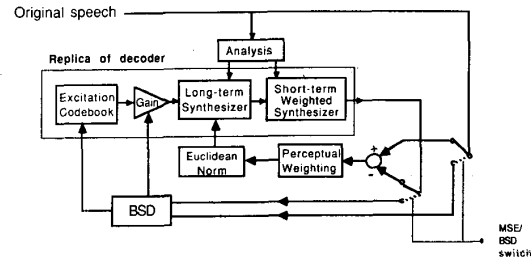 Original speech
Analysis
Replica of decoder
Excitation
Codebook
Gain
Long-term
Synthesizer
Short-term
Weighted
Synthesizer
Euclidean
Norm
Perceptual
Weighting
+
-
BSD
MSE/
BSD
switch